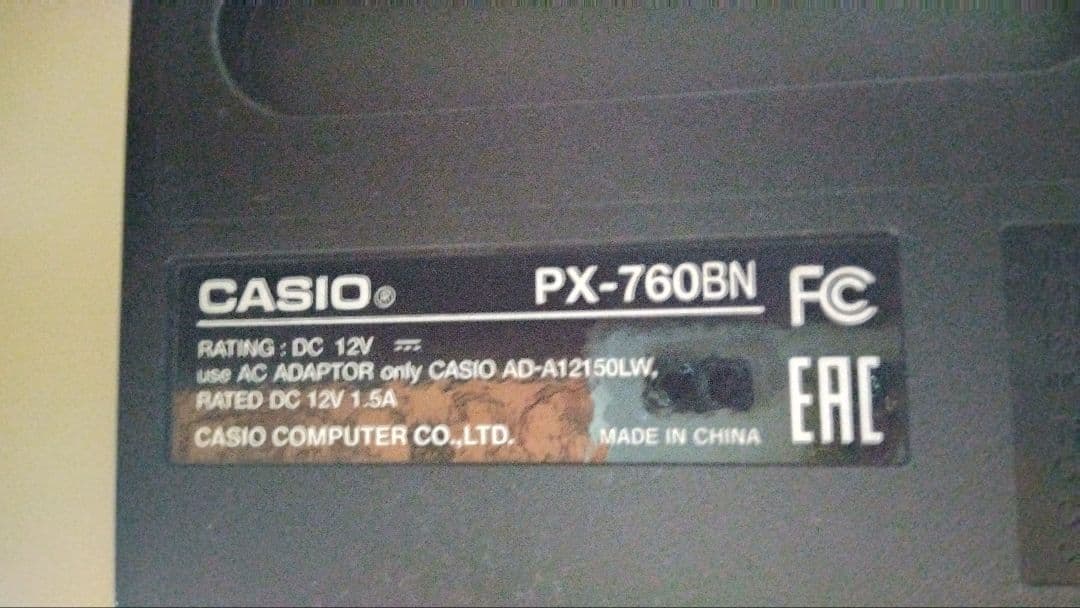 CASIO® PX-760BN FC
RATING : DC 12V ⎓
use AC ADAPTOR only CASIO AD-A12150LW,
RATED DC 12V 1.5A
CASIO COMPUTER CO.,LTD. MADE IN CHINA
EAC